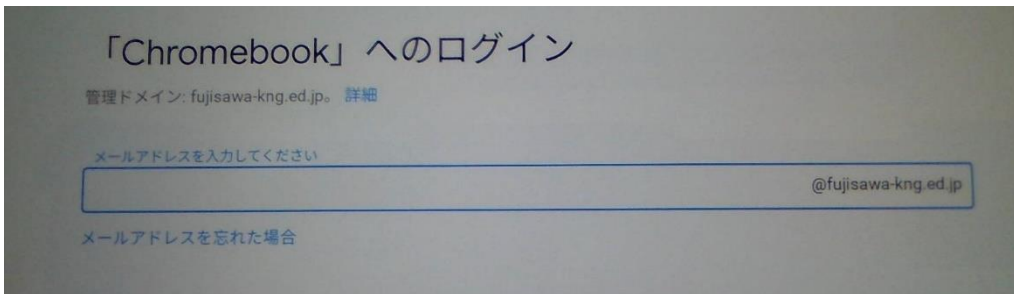 「Chromebook」へのログイン
管理ドメイン: fujisawa-kng.ed.jp。 詳細
メールアドレスを入力してください
@fujisawa-kng.ed.jp
メールアドレスを忘れた場合